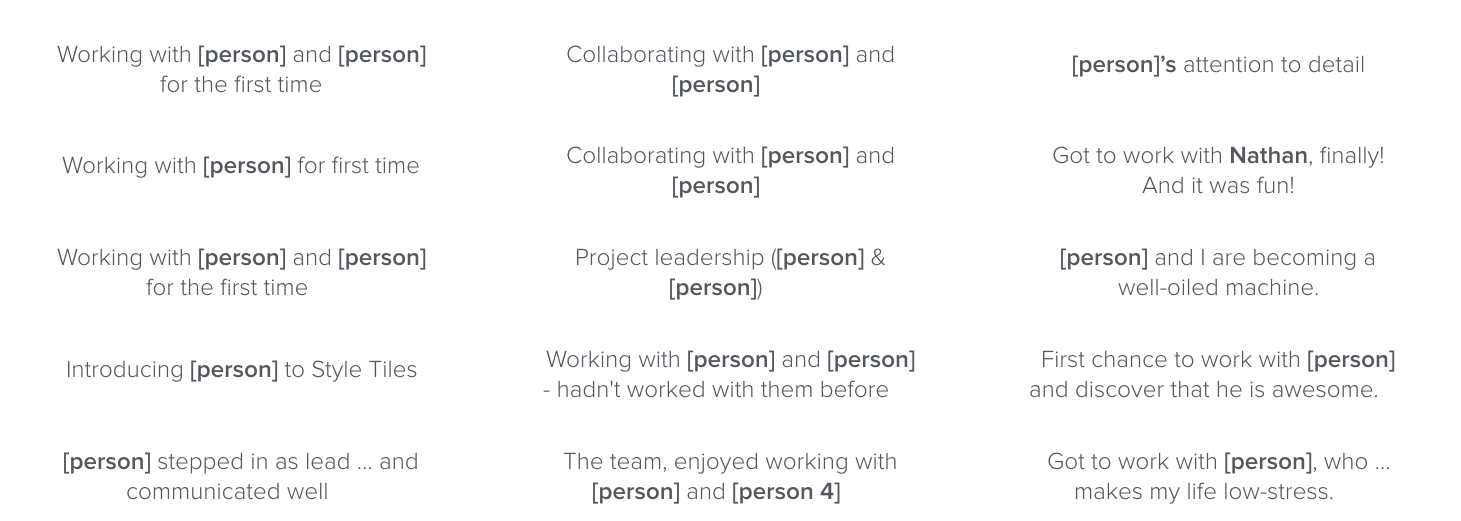 Working with [person] and [person]
for the first time
Collaborating with [person] and
[person]
[person]’s attention to detail
Working with [person] for first time
Collaborating with [person] and
[person]
Got to work with Nathan, finally!
And it was fun!
Working with [person] and [person]
for the first time
Project leadership ([person] &
[person])
[person] and I are becoming a
well-oiled machine.
Introducing [person] to Style Tiles
Working with [person] and [person]
- hadn't worked with them before
First chance to work with [person]
and discover that he is awesome.
[person] stepped in as lead ... and
communicated well
The team, enjoyed working with
[person] and [person 4]
Got to work with [person], who ...
makes my life low-stress.